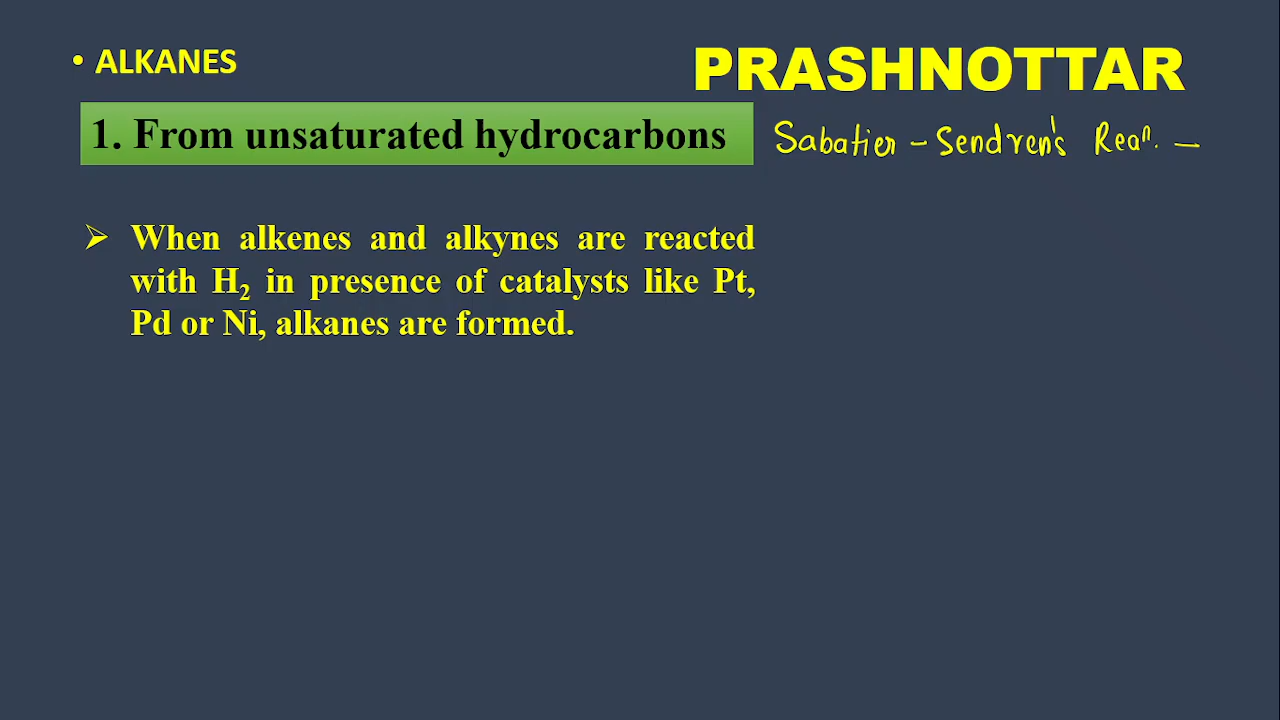 • ALKANES
PRASHNOTTAR
1. From unsaturated hydrocarbons
Sabatier - Sendren's Reaⁿ. —
➢ When alkenes and alkynes are reacted
with H₂ in presence of catalysts like Pt,
Pd or Ni, alkanes are formed.